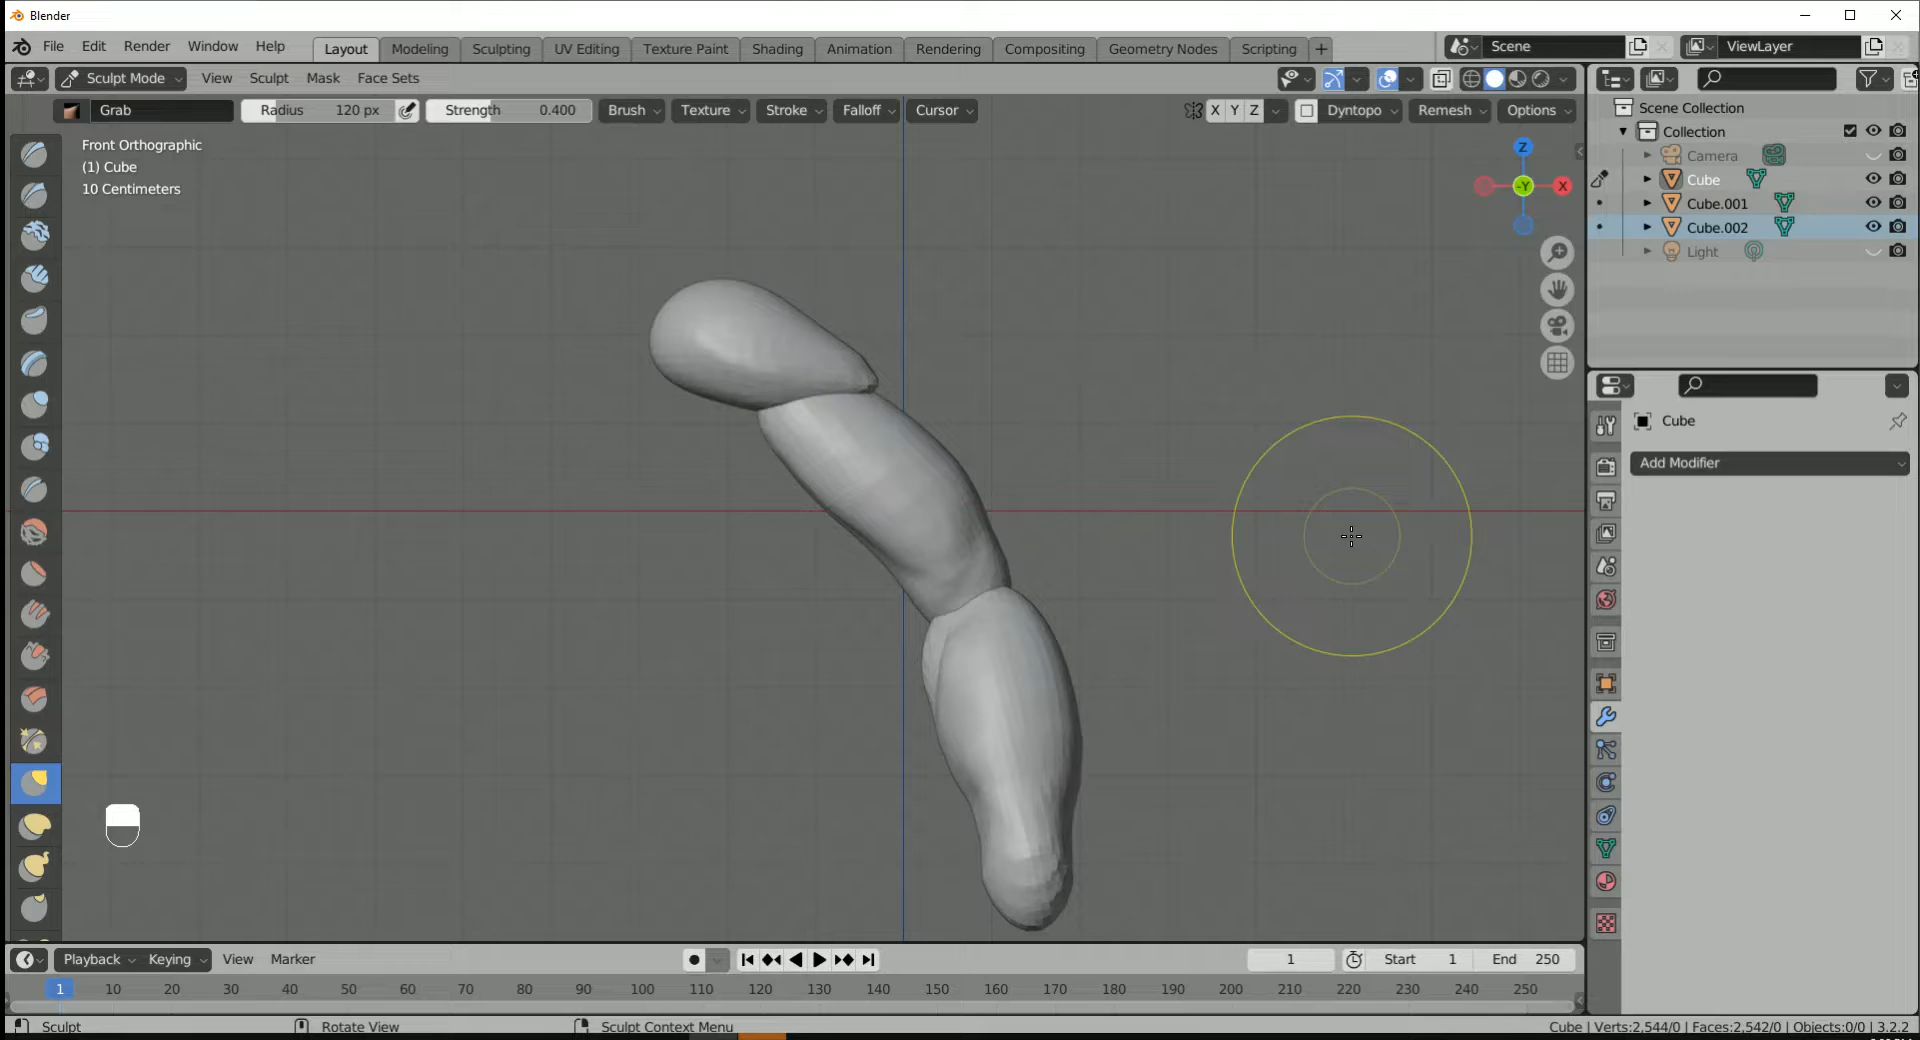 Blender
File Edit Render Window Help Layout Modeling Sculpting UV Editing Texture Paint Shading Animation Rendering Compositing Geometry Nodes Scripting + Scene ViewLayer
Sculpt Mode View Sculpt Mask Face Sets
Grab Radius 120 px Strength 0.400 Brush Texture Stroke Falloff Cursor X Y Z Dyntopo Remesh Options
Front Orthographic
(1) Cube
10 Centimeters
Z
-Y X
Scene Collection
Collection
Camera
Cube
Cube.001
Cube.002
Light
Cube
Add Modifier
Playback Keying View Marker 1 Start 1 End 250
1 10 20 30 40 50 60 70 80 90 100 110 120 130 140 150 160 170 180 190 200 210 220 230 240 250
Sculpt Rotate View Sculpt Context Menu Cube | Verts:2,544/0 | Faces:2,542/0 | Objects:0/0 | 3.2.2